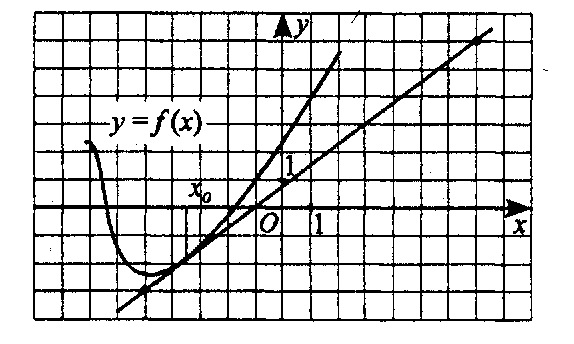 y
y = f(x)
1
x₀
O
1
x